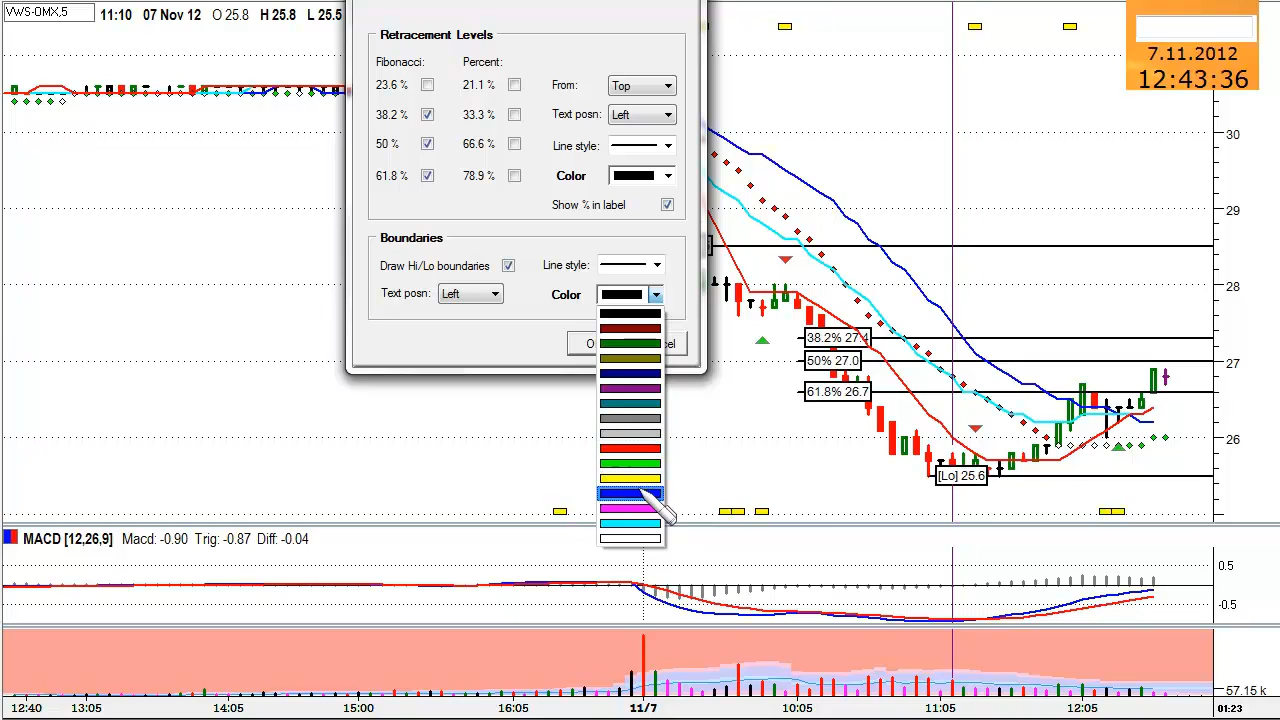 VWS-OMX,5 11:10 07 Nov 12 O 25.8 H 25.8 L 25.5
7.11.2012
12:43:36
Retracement Levels
Fibonacci: Percent:
23.6 % 21.1 % From: Top
38.2 % 33.3 % Text posn: Left
50 % 66.6 % Line style:
61.8 % 78.9 % Color
Show % in label
Boundaries
Draw Hi/Lo boundaries Line style:
Text posn: Left Color
30
29
28
27
26
38.2% 27.4
50% 27.0
61.8% 26.7
[Lo] 25.6
MACD [12,26,9] Macd: -0.90 Trig: -0.87 Diff: -0.04
0.5
-0.5
57.15 k
12:40 13:05 14:05 15:00 16:05 11/7 10:05 11:05 12:05 01:23